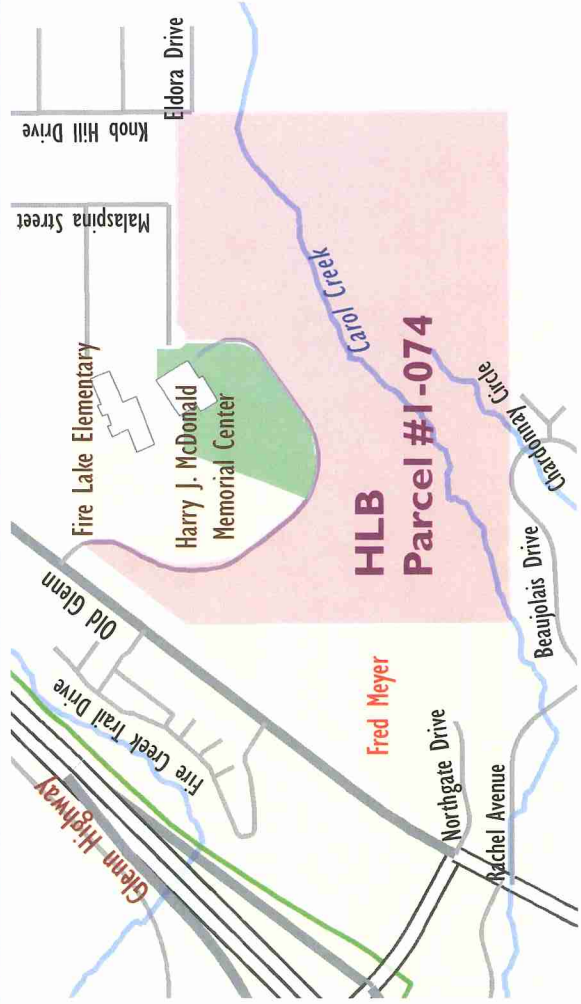 Glenn Highway
Fire Creek Trail Drive
Old Glenn
Fire Lake Elementary
Knob Hill Drive
Malaspina Street
Eldora Drive
Harry J. McDonald
Memorial Center
Fred Meyer
HLB
Parcel #1-074
Carol Creek
Northgate Drive
Rachel Avenue
Chardonnay Circle
Beaujolais Drive